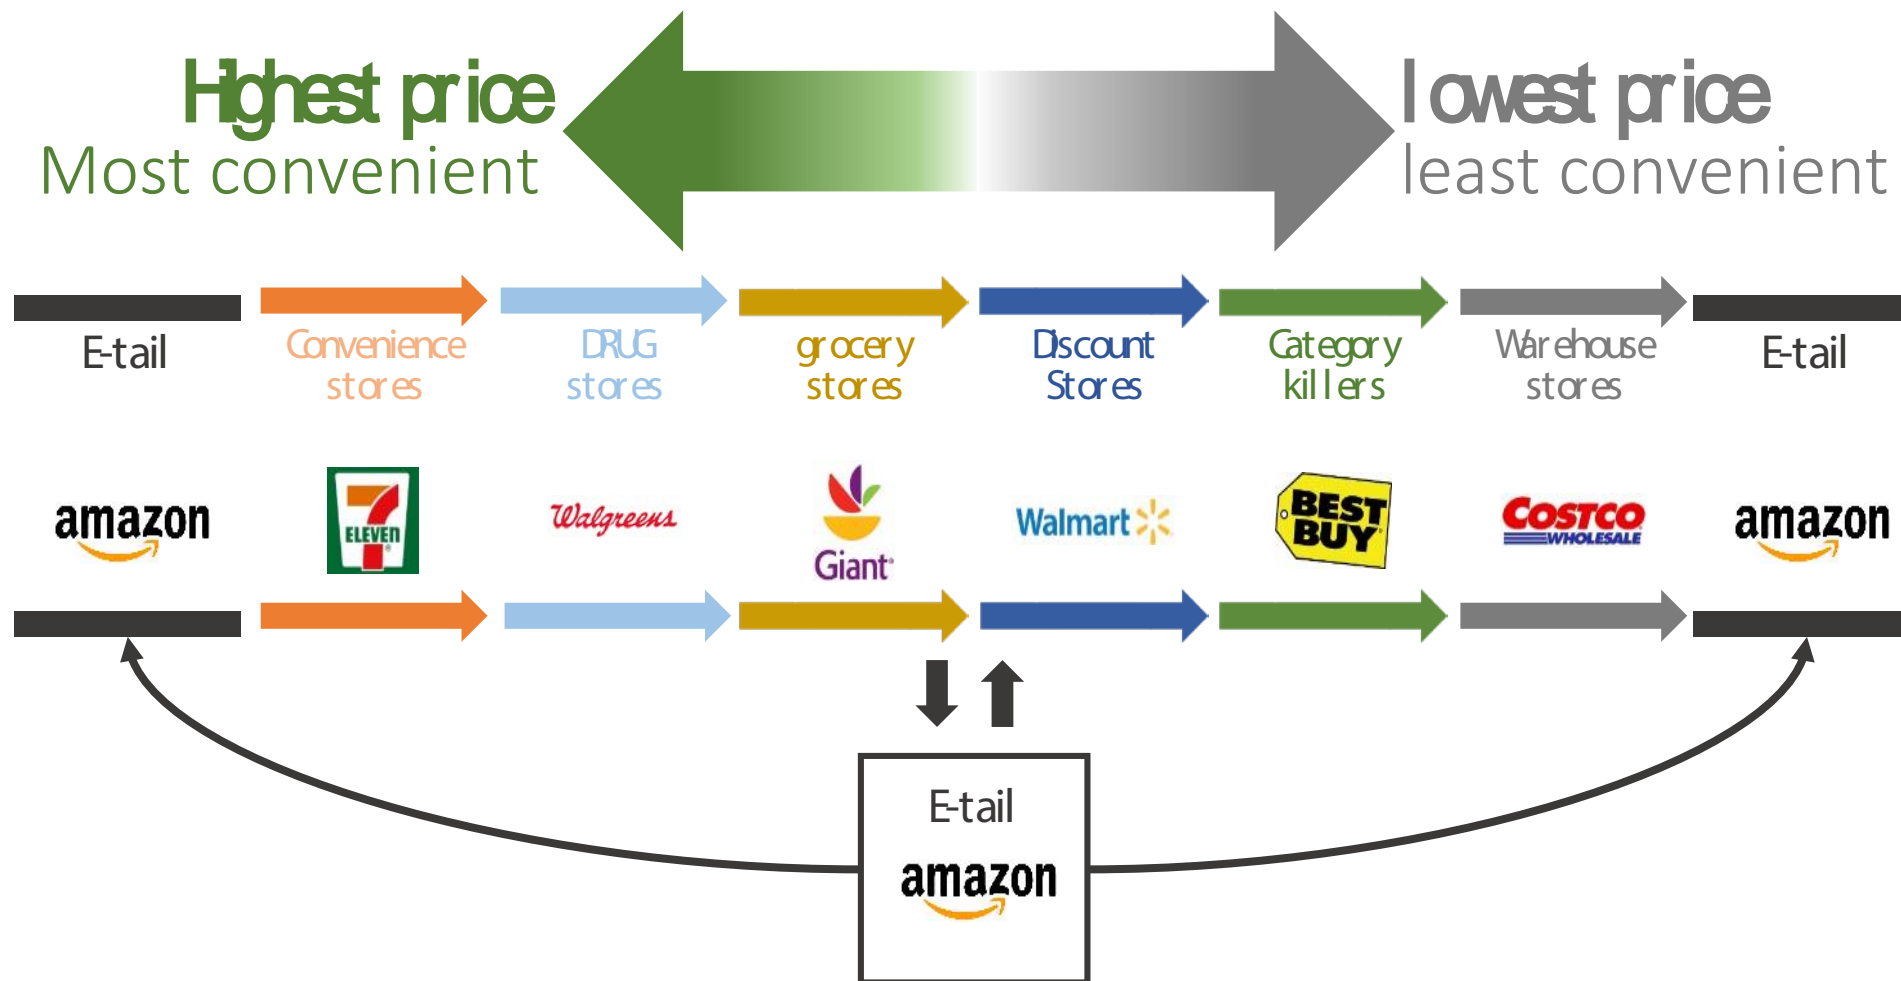 Highest price
Most convenient
lowest price
least convenient
E-tail
Convenience
stores
DRUG
stores
grocery
stores
Discount
Stores
Category
killers
Warehouse
stores
E-tail
amazon
7
ELEVEN
Walgreens
Giant
Walmart
BEST
BUY
COSTCO
WHOLESALE
amazon
E-tail
amazon